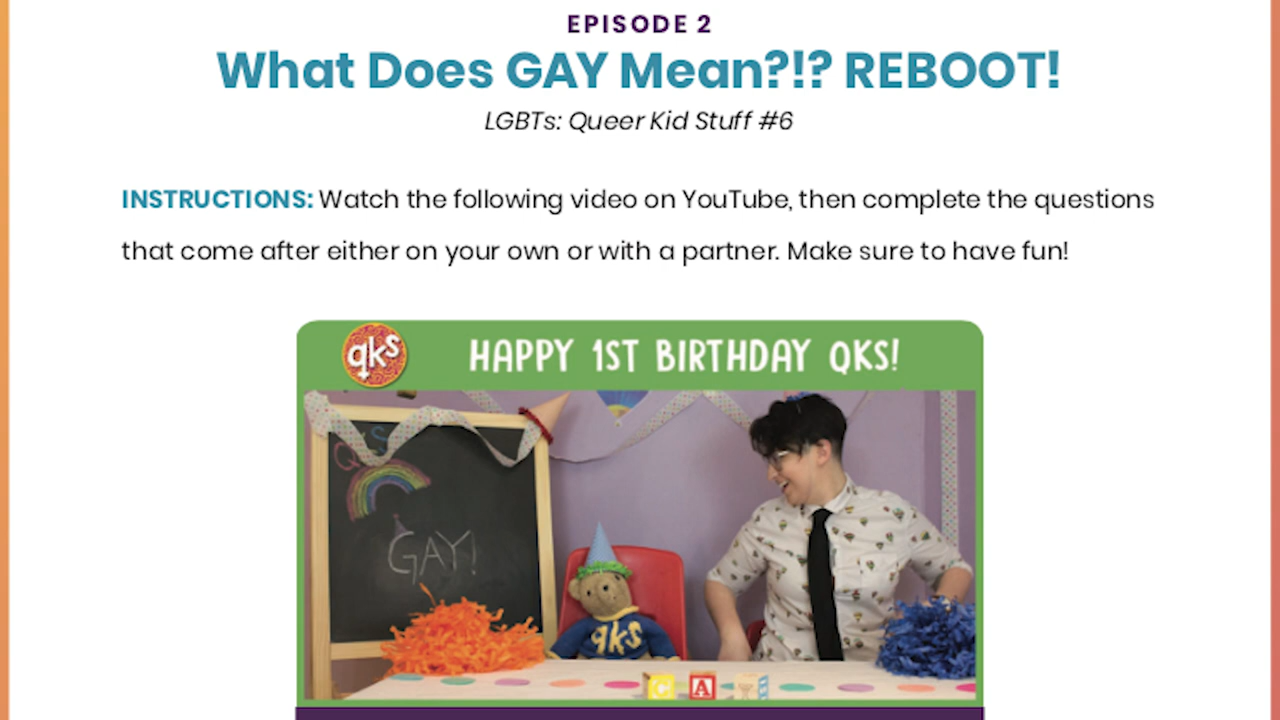 EPISODE 2
What Does GAY Mean?!? REBOOT!
LGBTs: Queer Kid Stuff #6
INSTRUCTIONS: Watch the following video on YouTube, then complete the questions
that come after either on your own or with a partner. Make sure to have fun!
qks HAPPY 1ST BIRTHDAY QKS!
QKS
GAY!
qks
C A